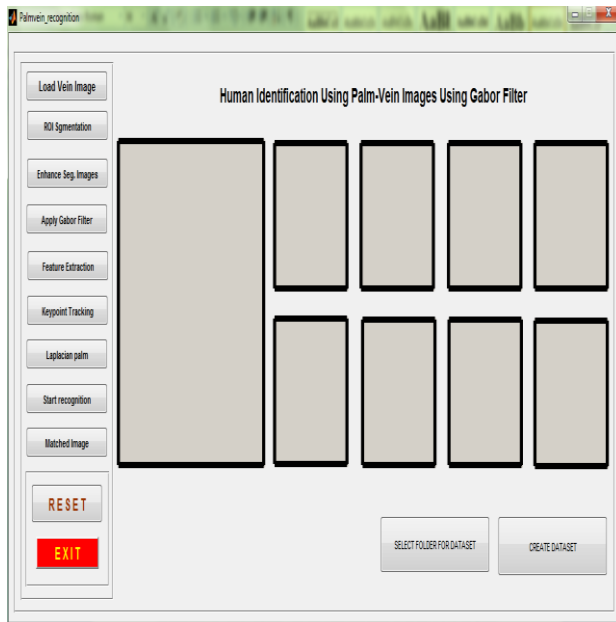 Palmvein_recognition
Human Identification Using Palm-Vein Images Using Gabor Filter
Load Vein Image
ROI Sgmentation
Enhance Seg. Images
Apply Gabor Filter
Feature Extraction
Keypoint Tracking
Laplacian palm
Start recognition
Matched Image
RESET
EXIT
SELECT FOLDER FOR DATASET
CREATE DATASET